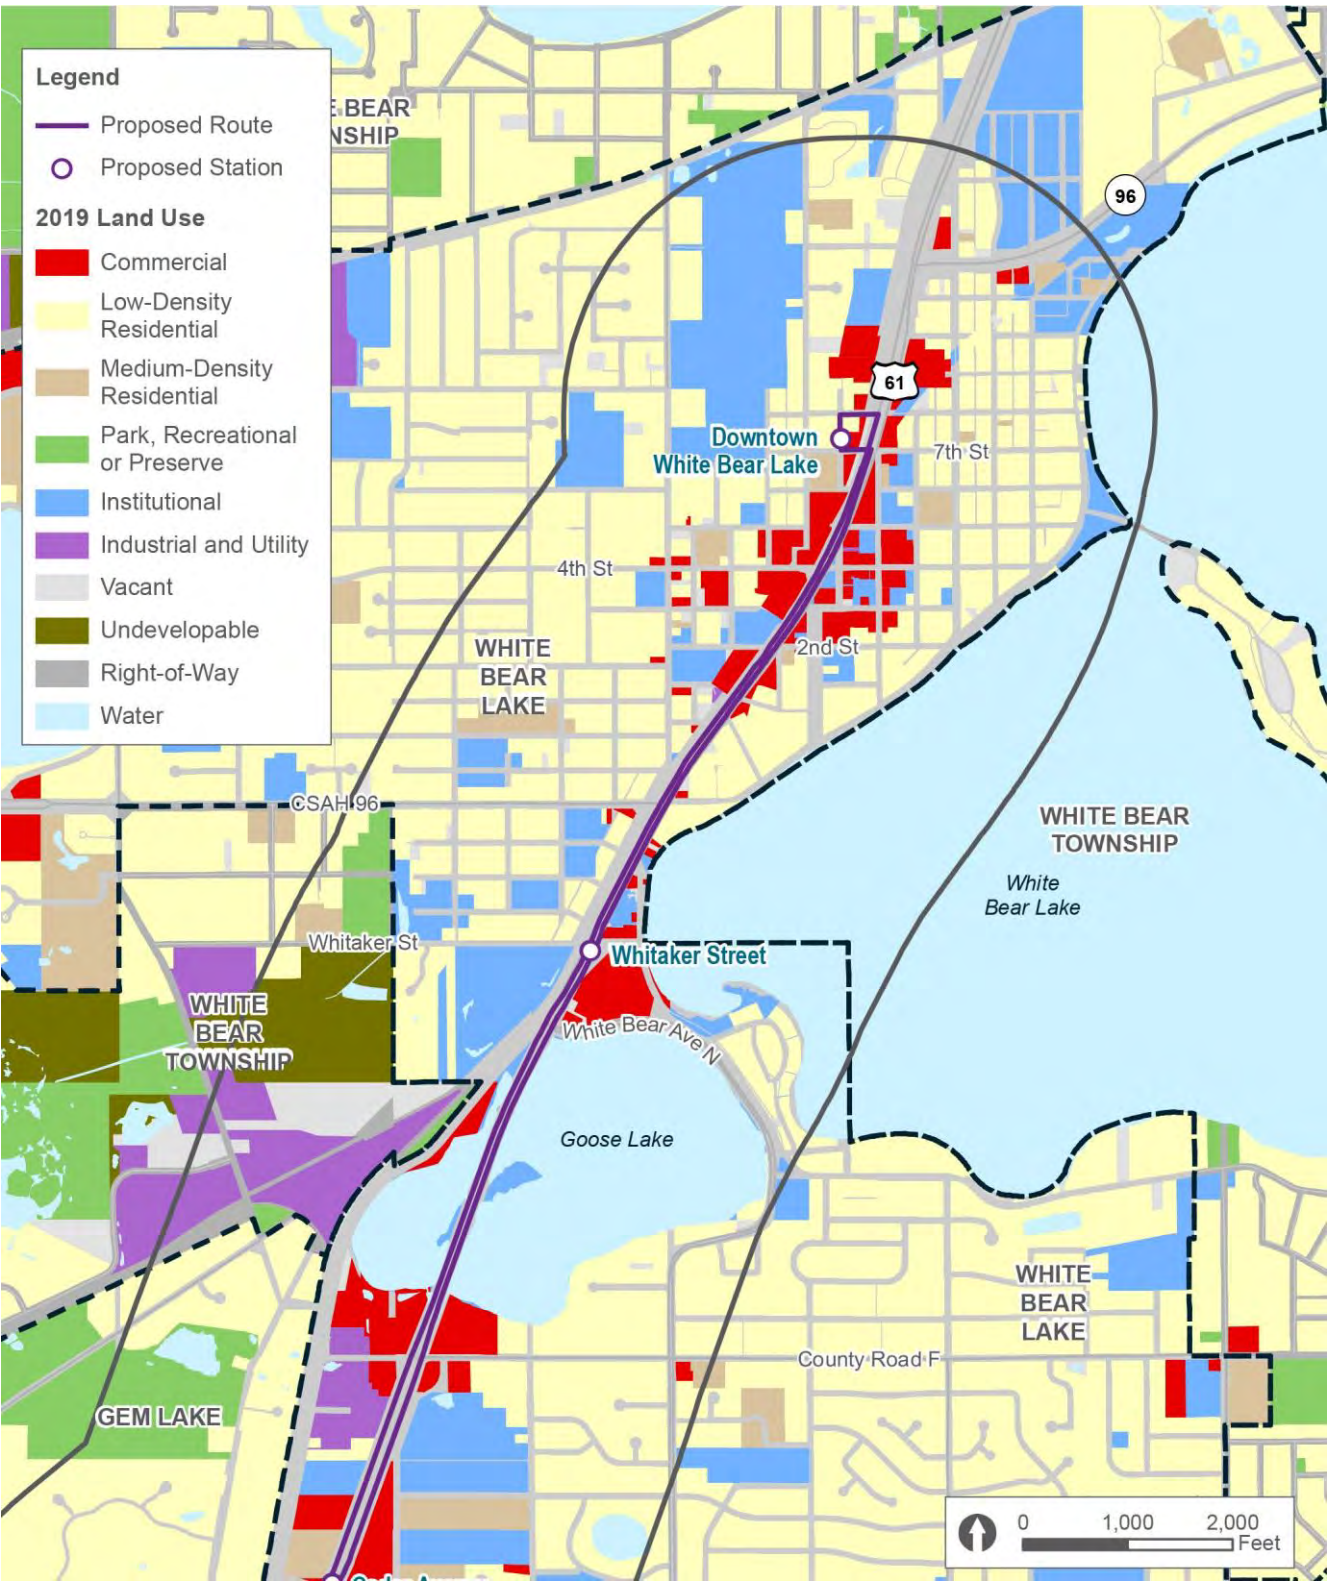 Legend
Proposed Route
Proposed Station
2019 Land Use
Commercial
Low-Density
Residential
Medium-Density
Residential
Park, Recreational
or Preserve
Institutional
Industrial and Utility
Vacant
Undevelopable
Right-of-Way
Water
E BEAR
NSHIP
96
61
Downtown
White Bear Lake
7th St
4th St
2nd St
WHITE
BEAR
LAKE
CSAH 96
WHITE BEAR
TOWNSHIP
White
Bear Lake
Whitaker St
Whitaker Street
WHITE
BEAR
TOWNSHIP
White Bear Ave N
Goose Lake
WHITE
BEAR
LAKE
County Road F
GEM LAKE
0 1,000 2,000
Feet